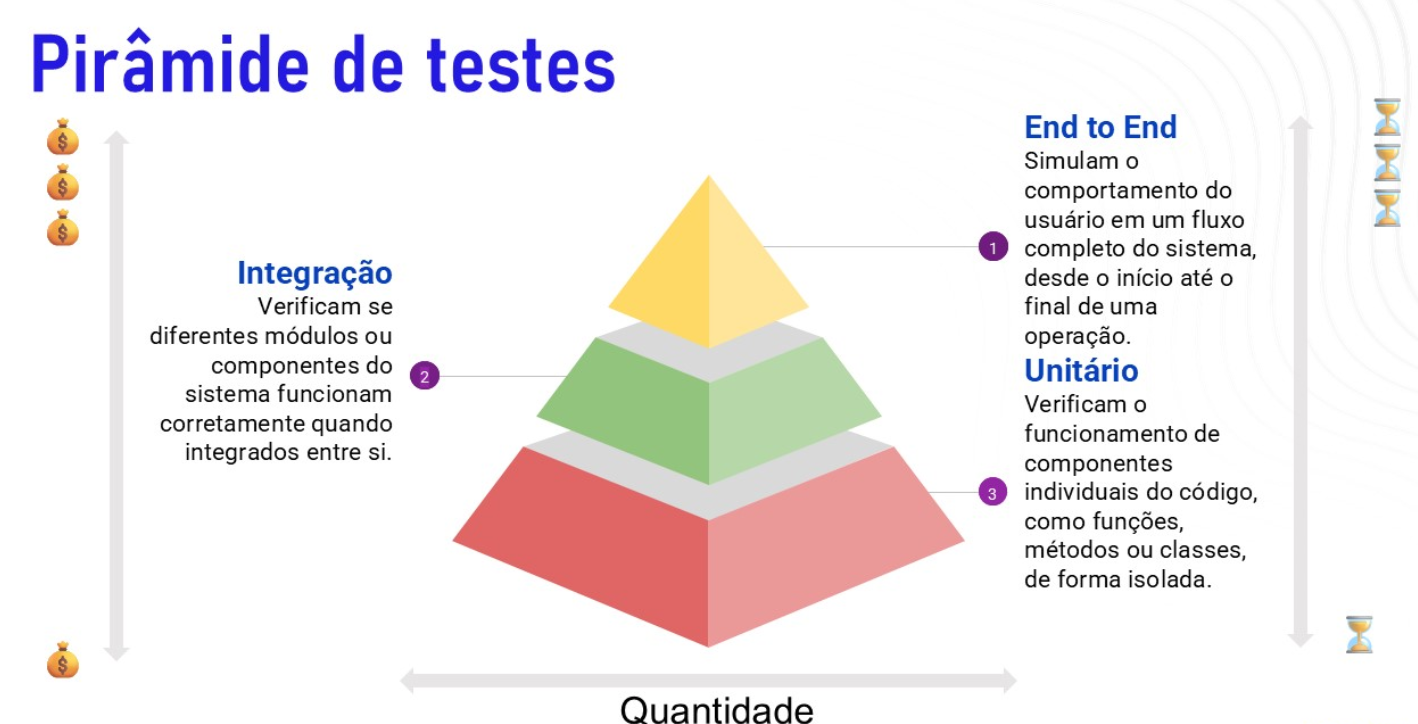 Pirâmide de testes
End to End
Simulam o
comportamento do
usuário em um fluxo
completo do sistema,
desde o início até o
final de uma
operação.
1
Integração
Verificam se
diferentes módulos ou
componentes do
sistema funcionam
corretamente quando
integrados entre si.
2
Unitário
Verificam o
funcionamento de
componentes
individuais do código,
como funções,
métodos ou classes,
de forma isolada.
3
Quantidade